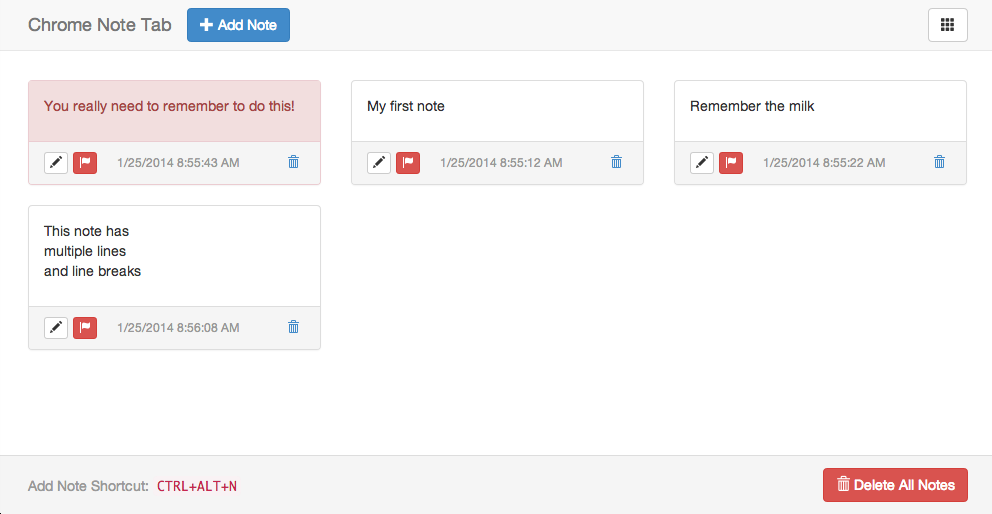 Chrome Note Tab
Add Note
You really need to remember to do this!
1/25/2014 8:55:43 AM
My first note
1/25/2014 8:55:12 AM
Remember the milk
1/25/2014 8:55:22 AM
This note has
multiple lines
and line breaks
1/25/2014 8:56:08 AM
Add Note Shortcut: CTRL+ALT+N
Delete All Notes